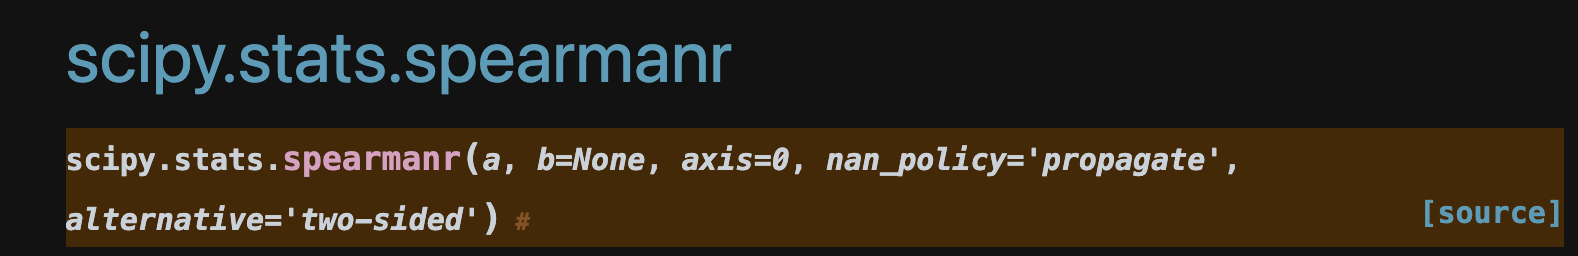 scipy.stats.spearmanr
scipy.stats.spearmanr(a, b=None, axis=0, nan_policy='propagate',
alternative='two-sided') # [source]